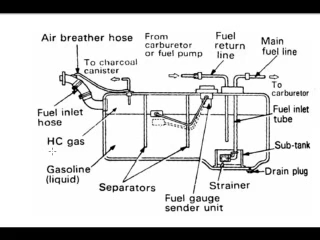 Air breather hose
To charcoal
canister
From
carburetor
or fuel pump
Fuel
return
line
Main
fuel line
To
carburetor
Fuel inlet
hose
HC gas
Gasoline
(liquid)
Separators
Fuel gauge
sender unit
Strainer
Fuel inlet
tube
Sub-tank
Drain plug